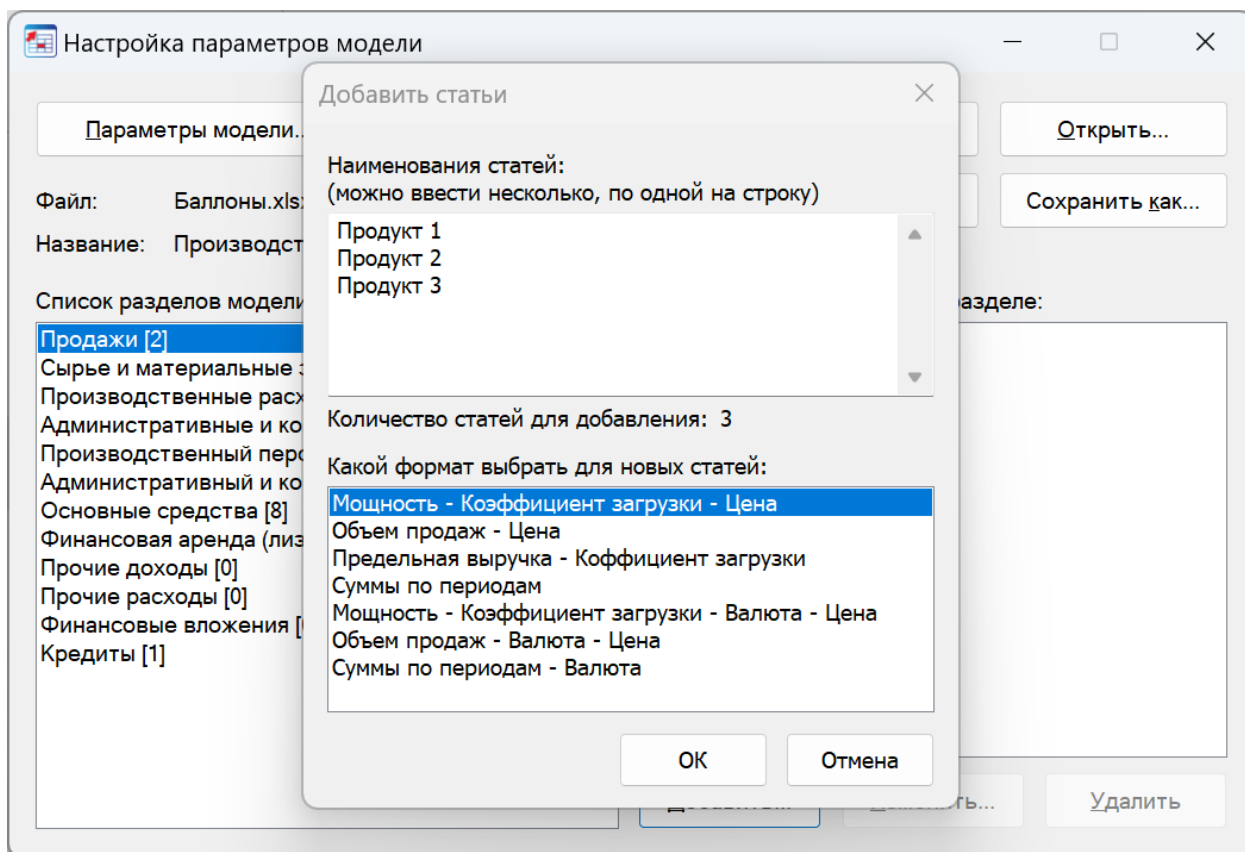 Настройка параметров модели
Добавить статьи
Параметры модели...
Открыть...
Наименования статей:
(можно ввести несколько, по одной на строку)
Файл: Баллоны.xls
Сохранить как...
Продукт 1
Название: Производст
Продукт 2
Продукт 3
Список разделов модели
разделе:
Продажи [2]
Сырье и материальные
Производственные рас
Административные и ко
Производственный перс
Административный и ко
Основные средства [8]
Финансовая аренда (лиз
Прочие доходы [0]
Прочие расходы [0]
Финансовые вложения [
Кредиты [1]
Количество статей для добавления: 3
Какой формат выбрать для новых статей:
Мощность - Коэффициент загрузки - Цена
Объем продаж - Цена
Предельная выручка - Коффициент загрузки
Суммы по периодам
Мощность - Коэффициент загрузки - Валюта - Цена
Объем продаж - Валюта - Цена
Суммы по периодам - Валюта
ОК
Отмена
Удалить